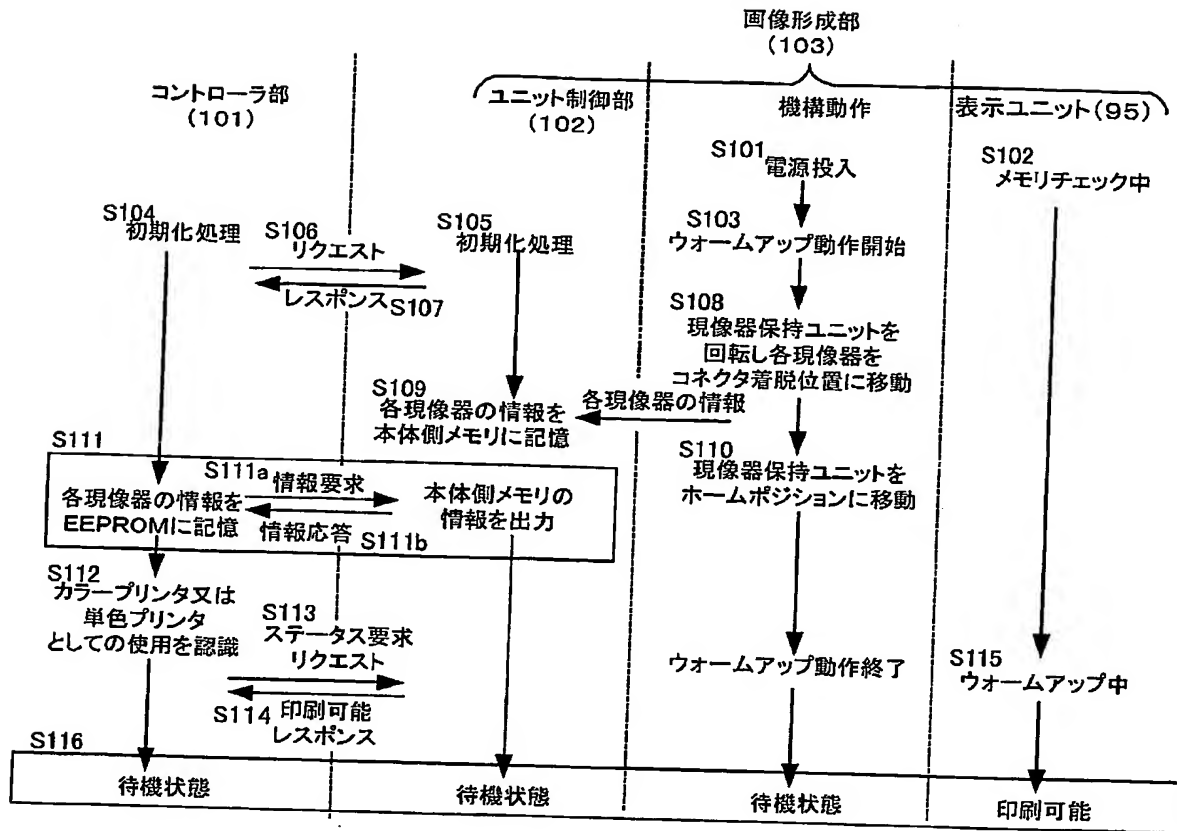 画像形成部
(103)
コントローラ部
(101)
ユニット制御部
(102)
機構動作
表示ユニット(95)
S101
電源投入
S102
メモリチェック中
S104
初期化処理
S106
リクエスト
S105
初期化処理
S103
ウォームアップ動作開始
レスポンス
S107
S108
現像器保持ユニットを
回転し各現像器を
コネクタ着脱位置に移動
S109
各現像器の情報を
本体側メモリに記憶
各現像器の情報
S110
現像器保持ユニットを
ホームポジションに移動
S111
S111a
情報要求
各現像器の情報を
EEPROMに記憶
本体側メモリの
情報を出力
情報応答
S111b
S112
カラープリンタ又は
単色プリンタ
としての使用を認識
S113
ステータス要求
リクエスト
ウォームアップ動作終了
S115
ウォームアップ中
S114
印刷可能
レスポンス
S116
待機状態
待機状態
待機状態
印刷可能